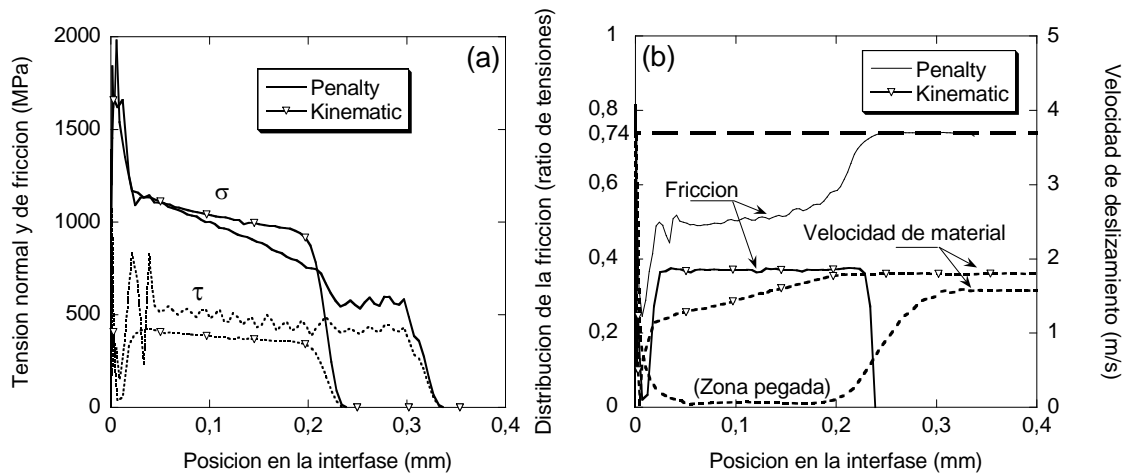 Tension normal y de friccion (MPa)
2000
1500
1000
500
0
(a)
Penalty
Kinematic
σ
τ
0
0,1
0,2
0,3
0,4
Posicion en la interfase (mm)
Distribucion de la friccion (ratio de tensiones)
1
0,8
0,74
0,6
0,4
0,2
0
(b)
Penalty
Kinematic
Friccion
Velocidad de material
(Zona pegada)
0
0,1
0,2
0,3
0,4
Posicion en la interfase (mm)
5
4
3
2
1
0
Velocidad de deslizamiento (m/s)